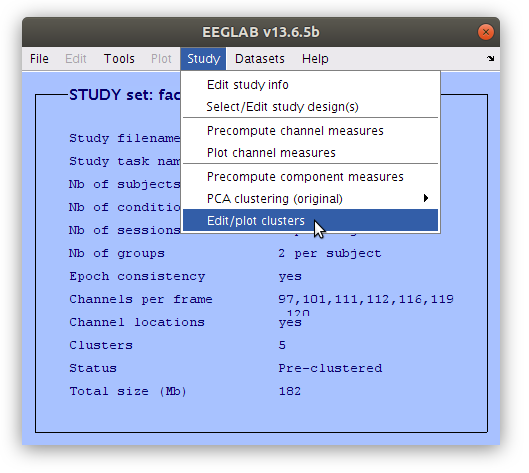 EEGLAB v13.6.5b
File Edit Tools Plot Study Datasets Help
STUDY set: fac
Edit study info
Select/Edit study design(s)
Precompute channel measures
Plot channel measures
Precompute component measures
PCA clustering (original)
Edit/plot clusters
Study filename
Study task nam
Nb of subjects
Nb of conditio
Nb of sessions
Nb of groups 2 per subject
Epoch consistency yes
Channels per frame 97,101,111,112,116,119
,120
Channel locations yes
Clusters 5
Status Pre-clustered
Total size (Mb) 182